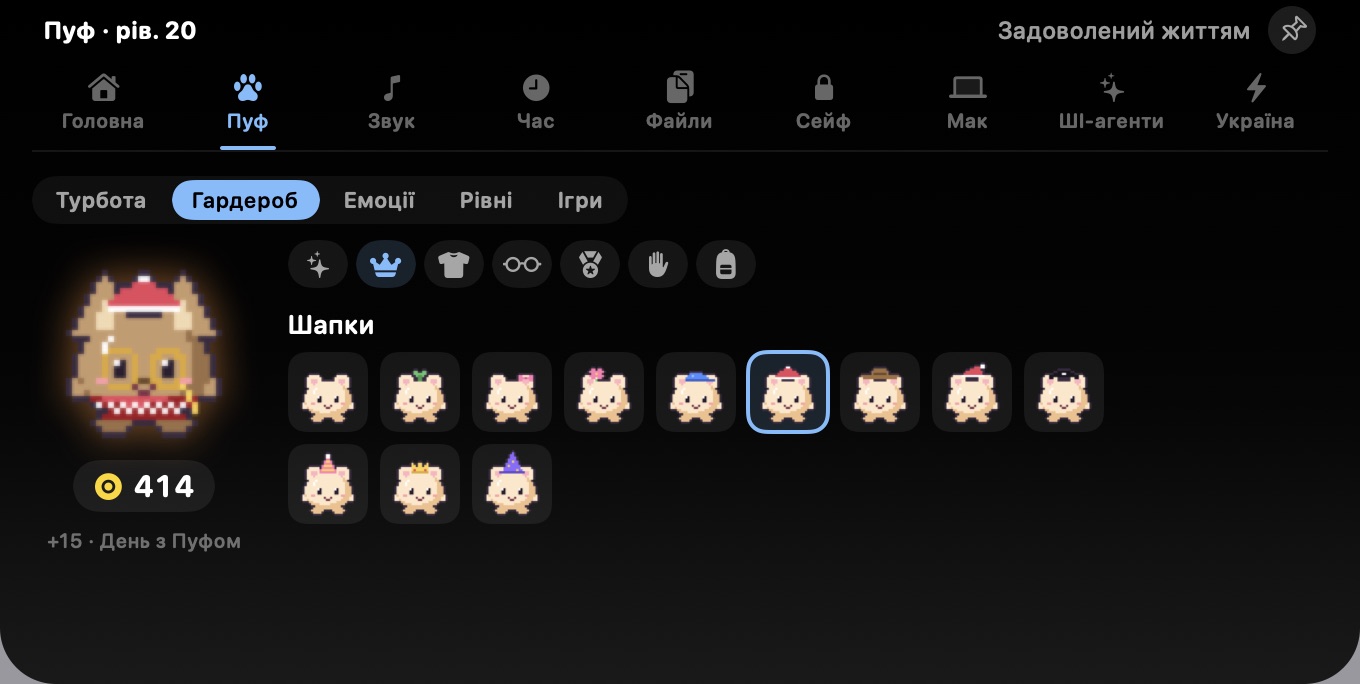 Пуф · рів. 20
Задоволений життям
Головна
Пуф
Звук
Час
Файли
Сейф
Мак
ШІ-агенти
Україна
Турбота
Гардероб
Емоції
Рівні
Ігри
Шапки
414
+15 · День з Пуфом